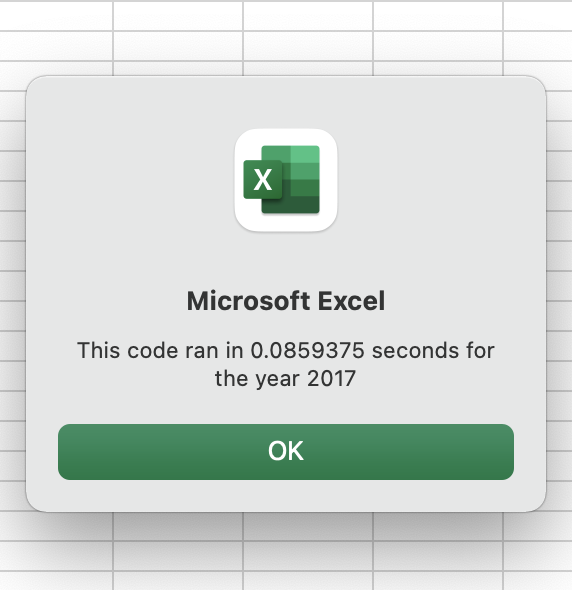 X
Microsoft Excel
This code ran in 0.0859375 seconds for
the year 2017
OK